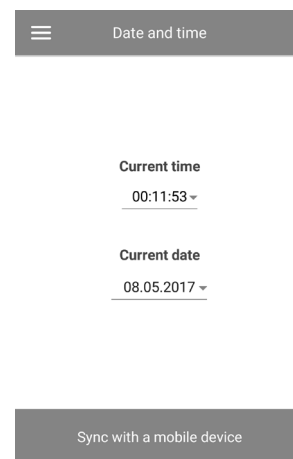 Date and time
Current time
00:11:53
Current date
08.05.2017
Sync with a mobile device